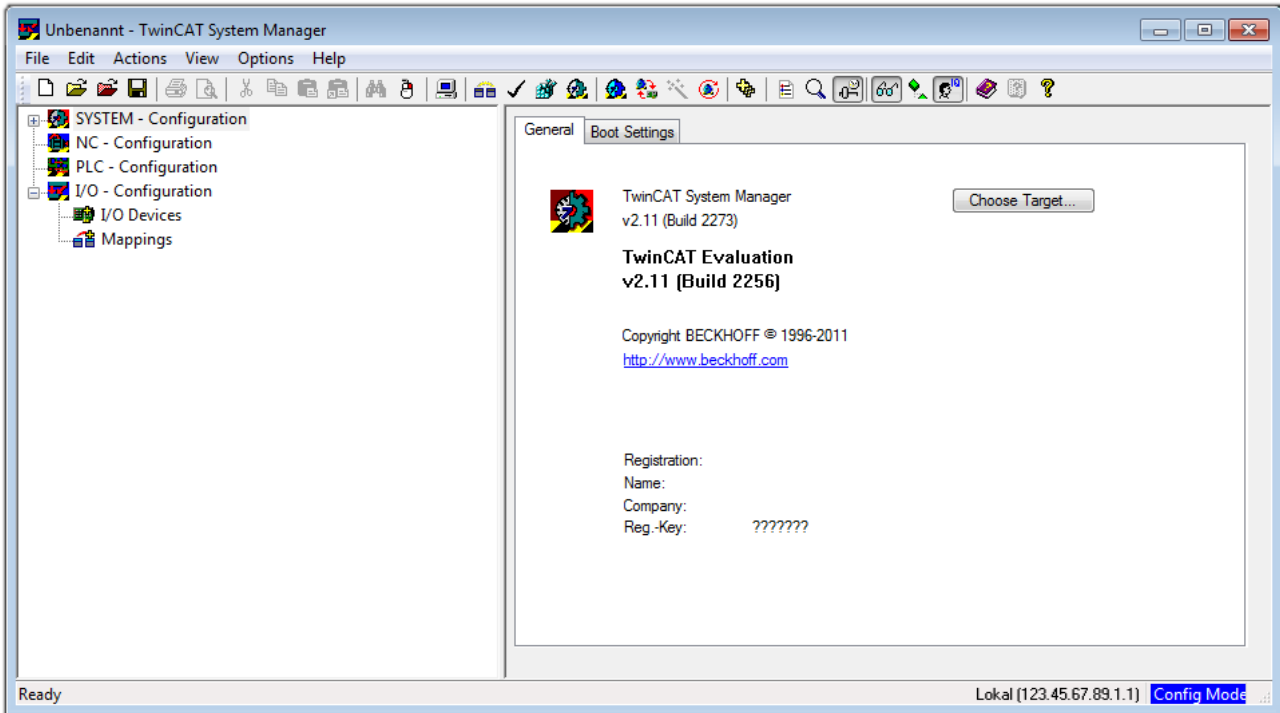 Unbenannt - TwinCAT System Manager
File Edit Actions View Options Help
SYSTEM - Configuration
NC - Configuration
PLC - Configuration
I/O - Configuration
I/O Devices
Mappings
General Boot Settings
TwinCAT System Manager
v2.11 (Build 2273)
Choose Target...
TwinCAT Evaluation
v2.11 (Build 2256)
Copyright BECKHOFF © 1996-2011
http://www.beckhoff.com
Registration:
Name:
Company:
Reg.-Key: ???????
Ready Lokal (123.45.67.89.1.1) Config Mode